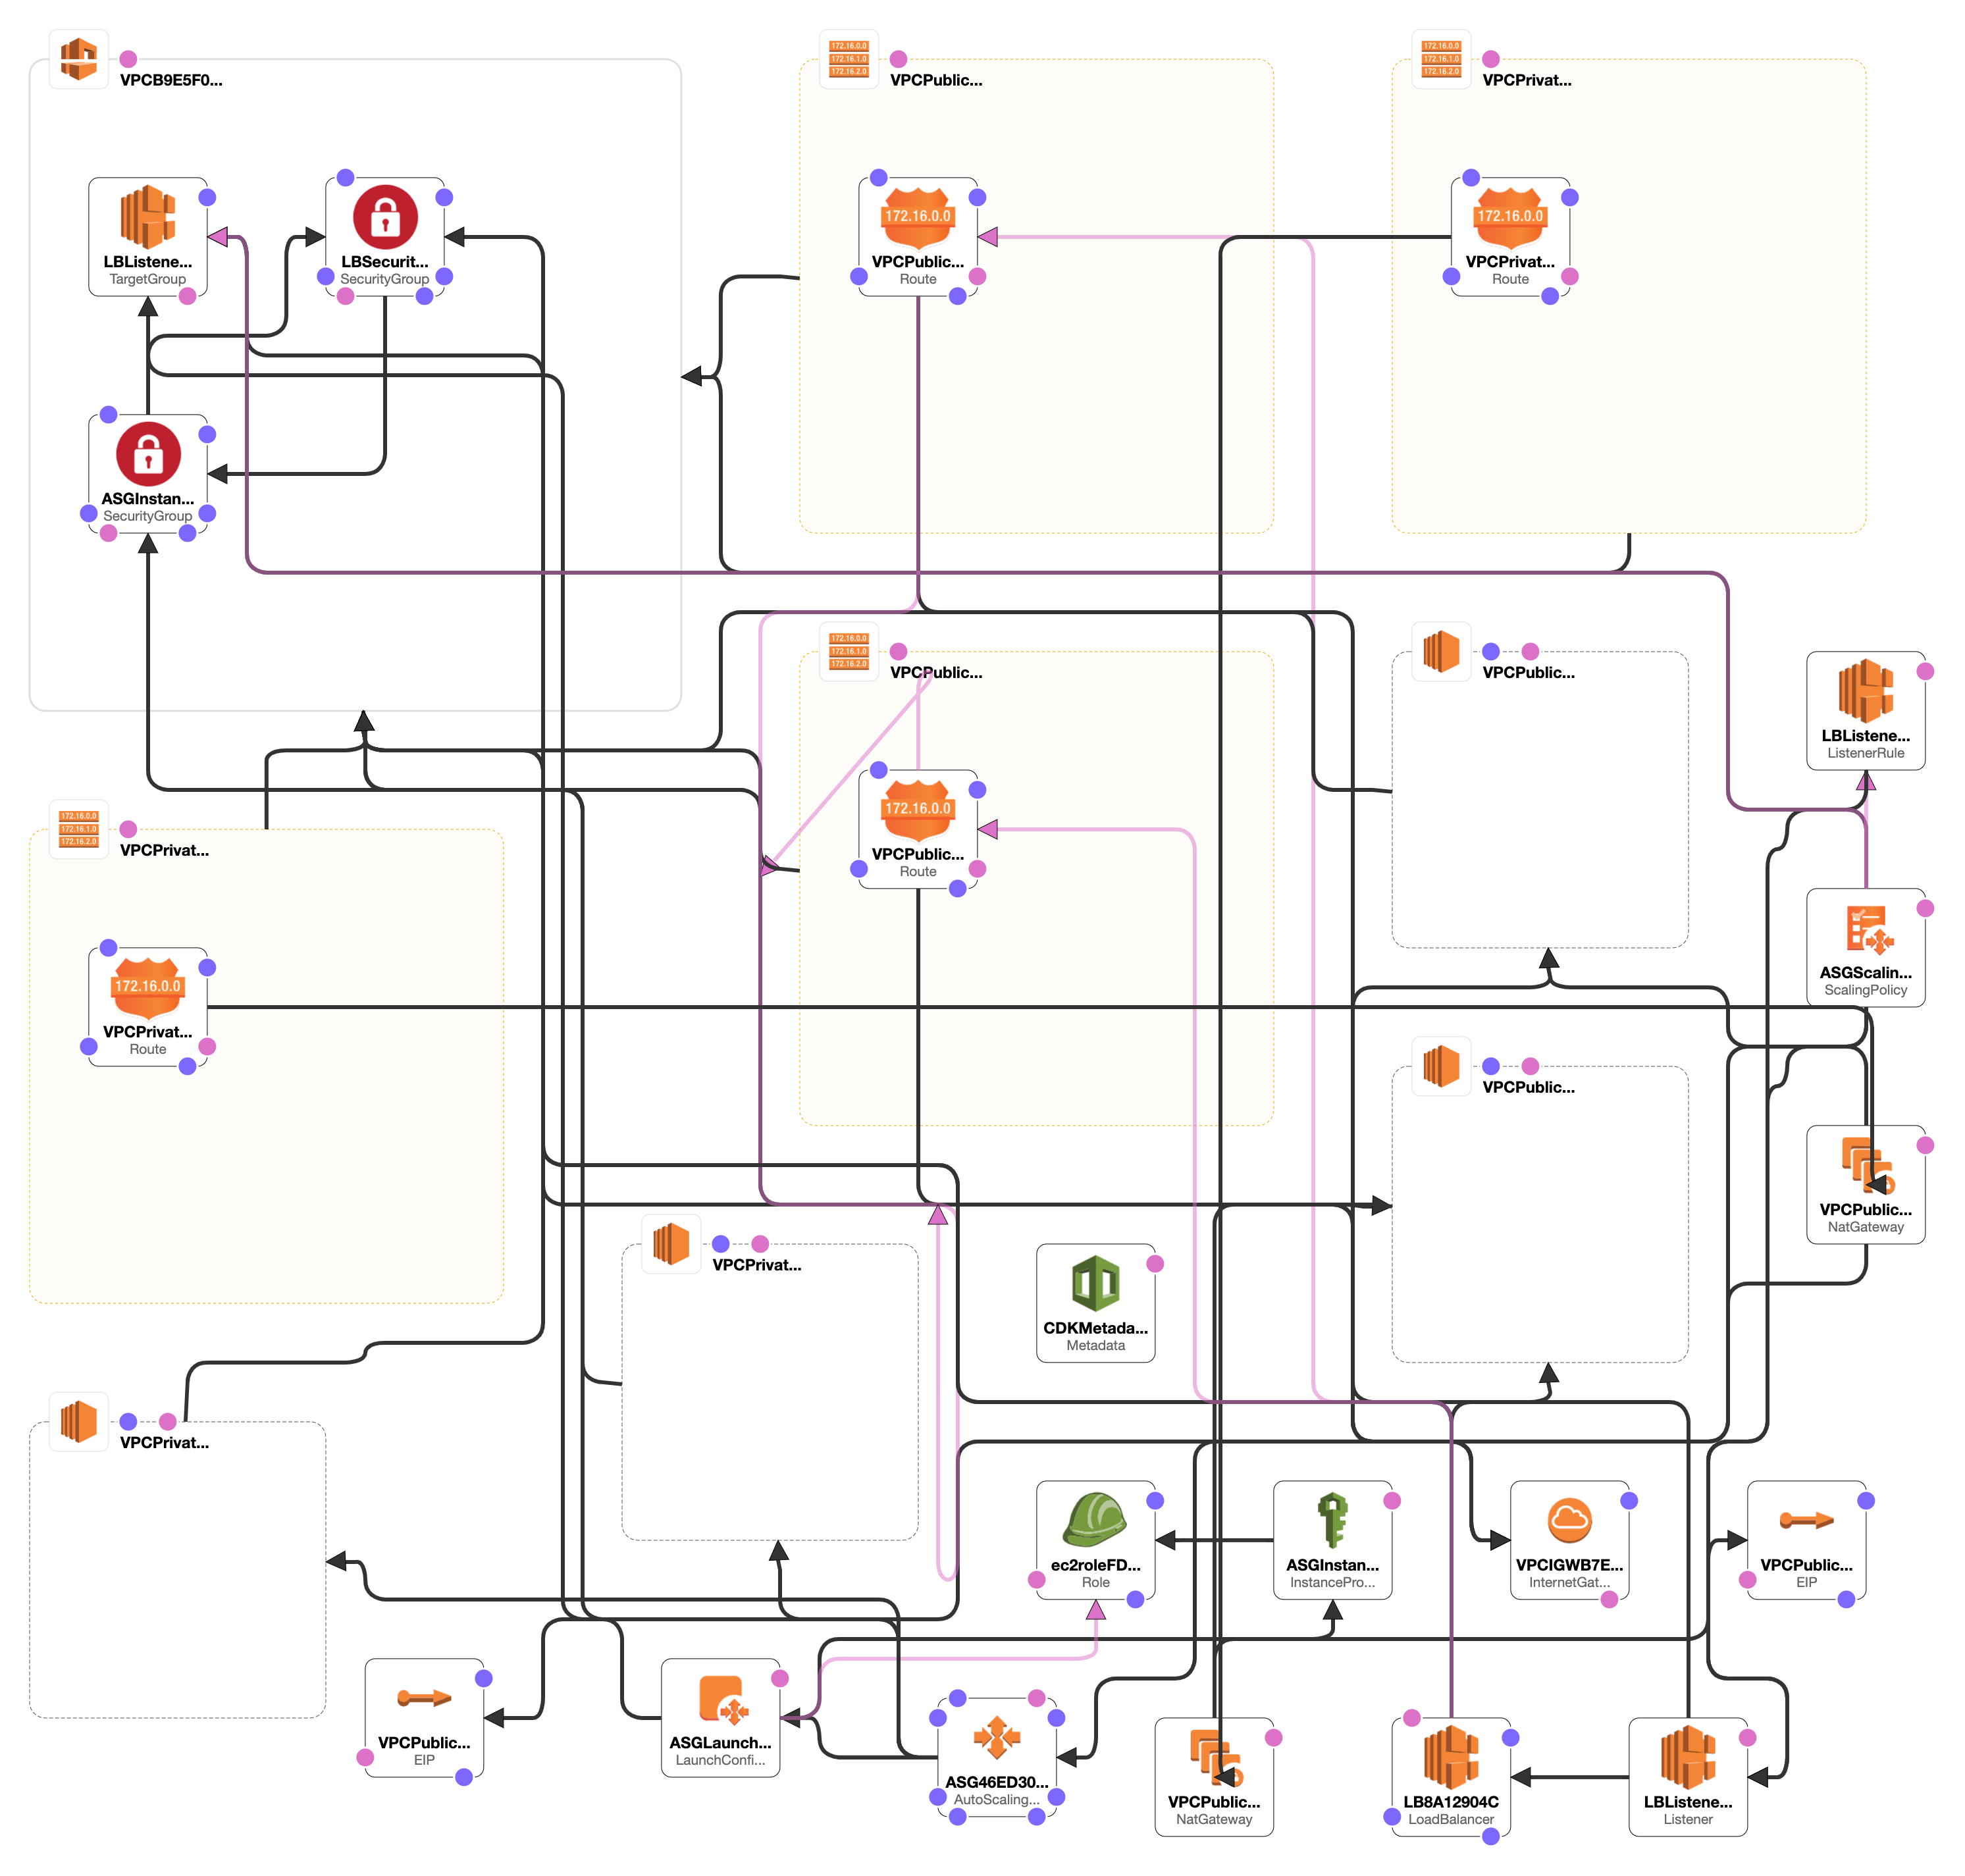 VPCB9E5F0...
172.16.0.0
172.16.1.0
172.16.2.0
VPCPublic...
172.16.0.0
172.16.1.0
172.16.2.0
VPCPrivat...
LBListene...
TargetGroup
LBSecurit...
SecurityGroup
172.16.0.0
VPCPublic...
Route
172.16.0.0
VPCPrivat...
Route
ASGInstan...
SecurityGroup
172.16.0.0
172.16.1.0
172.16.2.0
VPCPublic...
VPCPublic...
LBListene...
ListenerRule
172.16.0.0
172.16.1.0
172.16.2.0
VPCPrivat...
172.16.0.0
VPCPublic...
Route
ASGScalin...
ScalingPolicy
172.16.0.0
VPCPrivat...
Route
VPCPublic...
VPCPublic...
NatGateway
VPCPrivat...
CDKMetada...
Metadata
VPCPrivat...
ec2roleFD...
Role
ASGInstan...
InstancePro...
VPCIGWB7E...
InternetGat...
VPCPublic...
EIP
VPCPublic...
EIP
ASGLaunch...
LaunchConfi...
ASG46ED30...
AutoScaling...
VPCPublic...
NatGateway
LB8A12904C
LoadBalancer
LBListene...
Listener